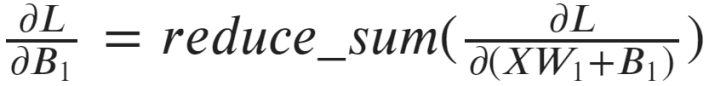 ∂L/∂B₁ = reduce_sum(∂L/∂(XW₁+B₁))